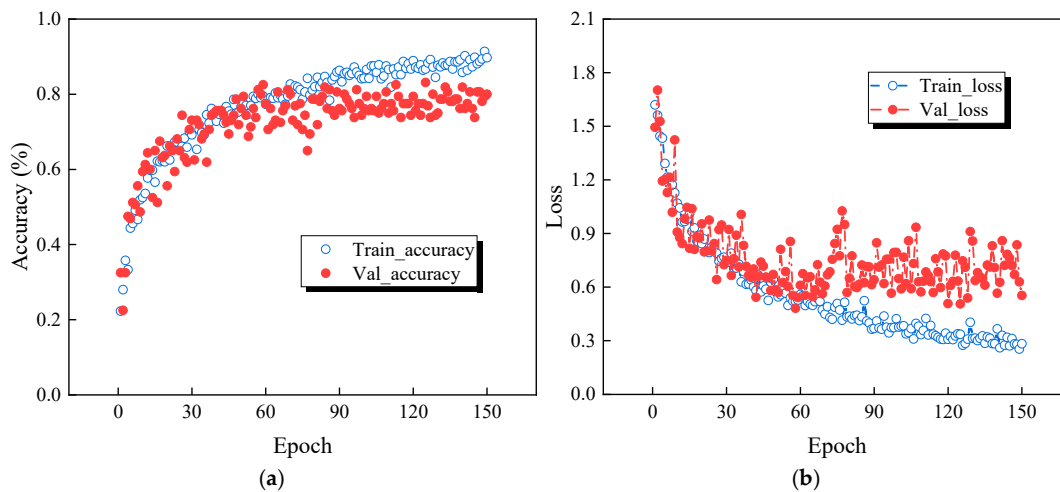 1.0
0.8
0.6
0.4
0.2
0.0
Accuracy (%)
Train_accuracy
Val_accuracy
0 30 60 90 120 150
Epoch
(a)
2.1
1.8
1.5
1.2
0.9
0.6
0.3
0.0
Loss
Train_loss
Val_loss
0 30 60 90 120 150
Epoch
(b)